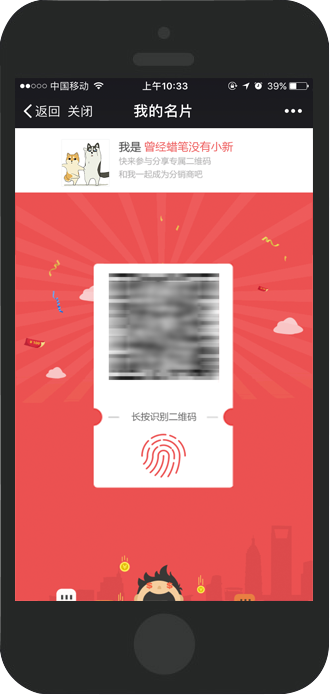 中国移动 上午10:33 39%
返回 关闭 我的名片
我是 曾经蜡笔没有小新
快来参与分享专属二维码
和我一起成为分销商吧
长按识别二维码